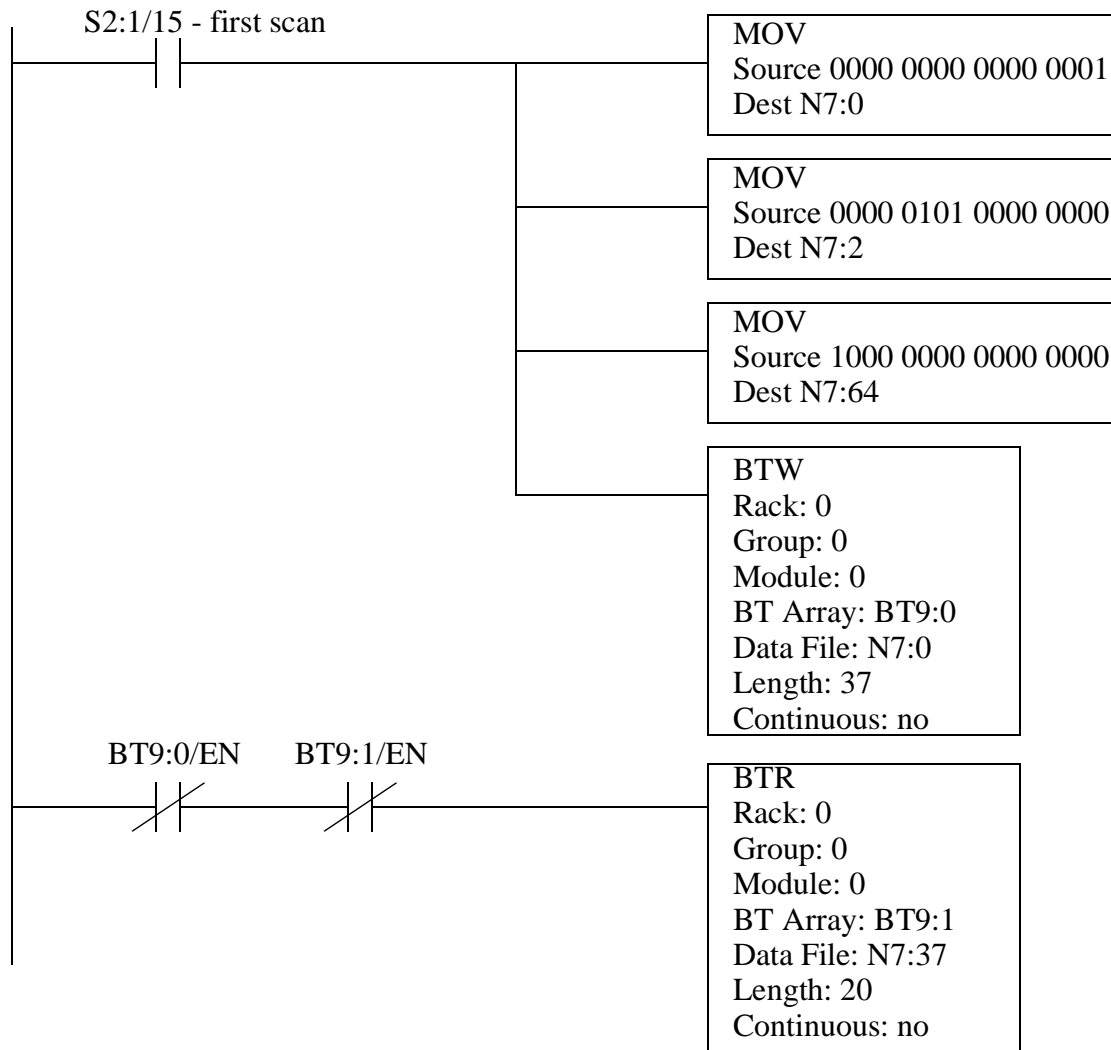 S2:1/15 - first scan
MOV
Source 0000 0000 0000 0001
Dest N7:0
MOV
Source 0000 0101 0000 0000
Dest N7:2
MOV
Source 1000 0000 0000 0000
Dest N7:64
BTW
Rack: 0
Group: 0
Module: 0
BT Array: BT9:0
Data File: N7:0
Length: 37
Continuous: no
BT9:0/EN BT9:1/EN
BTR
Rack: 0
Group: 0
Module: 0
BT Array: BT9:1
Data File: N7:37
Length: 20
Continuous: no